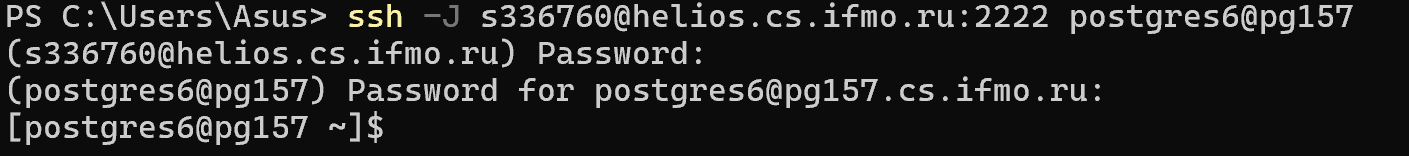 PS C:\Users\Asus> ssh -J s336760@helios.cs.ifmo.ru:2222 postgres6@pg157
(s336760@helios.cs.ifmo.ru) Password:
(postgres6@pg157) Password for postgres6@pg157.cs.ifmo.ru:
[postgres6@pg157 ~]$